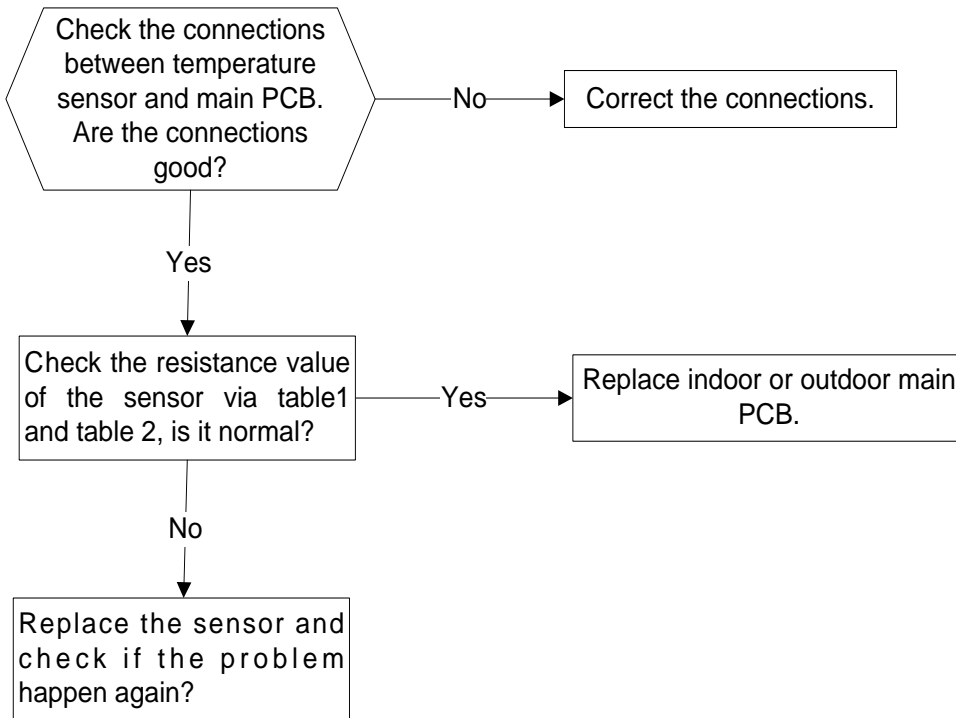 Check the connections
between temperature
sensor and main PCB.
Are the connections
good?
No
Correct the connections.
Yes
Check the resistance value
of the sensor via table1
and table 2, is it normal?
Yes
Replace indoor or outdoor main
PCB.
No
Replace the sensor and
check if the problem
happen again?